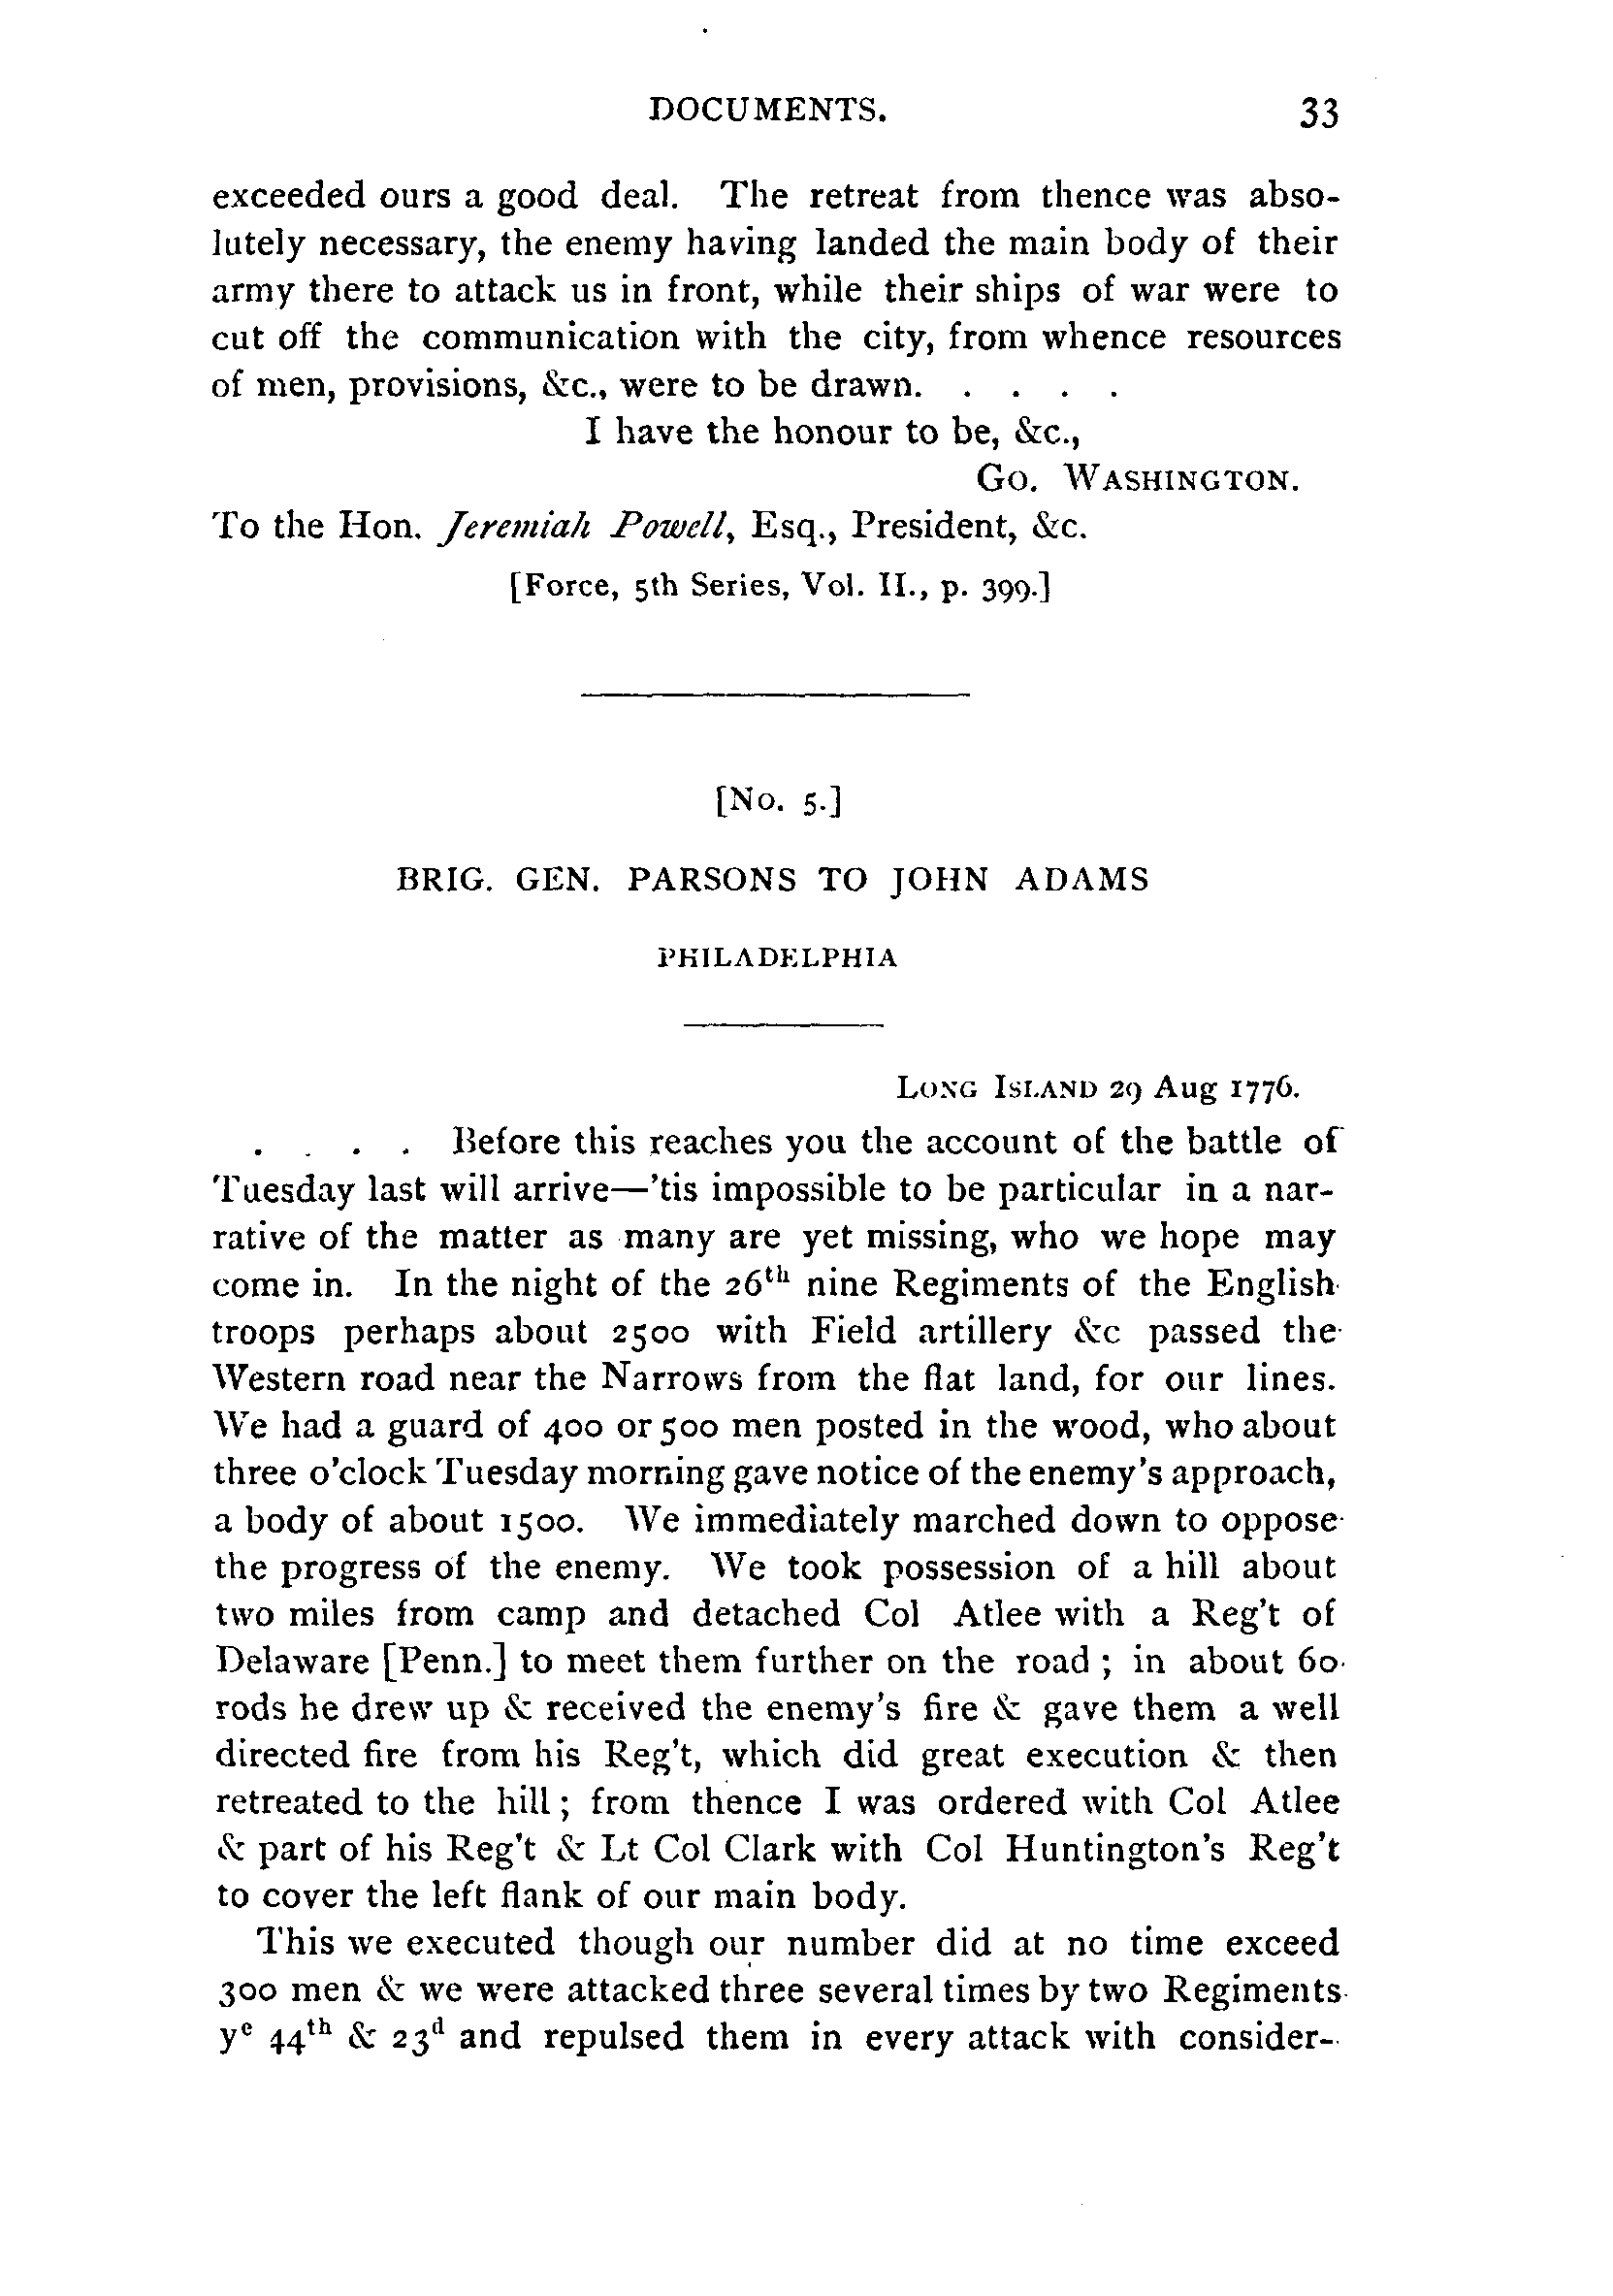 DOCUMENTS. 33
exceeded ours a good deal. The retreat from thence was abso-
lutely necessary, the enemy having landed the main body of their
army there to attack us in front, while their ships of war were to
cut off the communication with the city, from whence resources
of men, provisions, &c., were to be drawn. . . . .
I have the honour to be, &c.,
Go. WASHINGTON.
To the Hon. Jeremiah Powell, Esq., President, &c.
[Force, 5th Series, Vol. II., p. 399.]
[No. 5.]
BRIG. GEN. PARSONS TO JOHN ADAMS
PHILADELPHIA
LONG ISLAND 29 Aug 1776.
. . . . Before this reaches you the account of the battle of
Tuesday last will arrive—'tis impossible to be particular in a nar-
rative of the matter as many are yet missing, who we hope may
come in. In the night of the 26th nine Regiments of the English
troops perhaps about 2500 with Field artillery &c passed the
Western road near the Narrows from the flat land, for our lines.
We had a guard of 400 or 500 men posted in the wood, who about
three o'clock Tuesday morning gave notice of the enemy's approach,
a body of about 1500. We immediately marched down to oppose
the progress of the enemy. We took possession of a hill about
two miles from camp and detached Col Atlee with a Reg't of
Delaware [Penn.] to meet them further on the road ; in about 60
rods he drew up & received the enemy's fire & gave them a well
directed fire from his Reg't, which did great execution & then
retreated to the hill ; from thence I was ordered with Col Atlee
& part of his Reg't & Lt Col Clark with Col Huntington's Reg't
to cover the left flank of our main body.
This we executed though our number did at no time exceed
300 men & we were attacked three several times by two Regiments
ye 44th & 23d and repulsed them in every attack with consider-